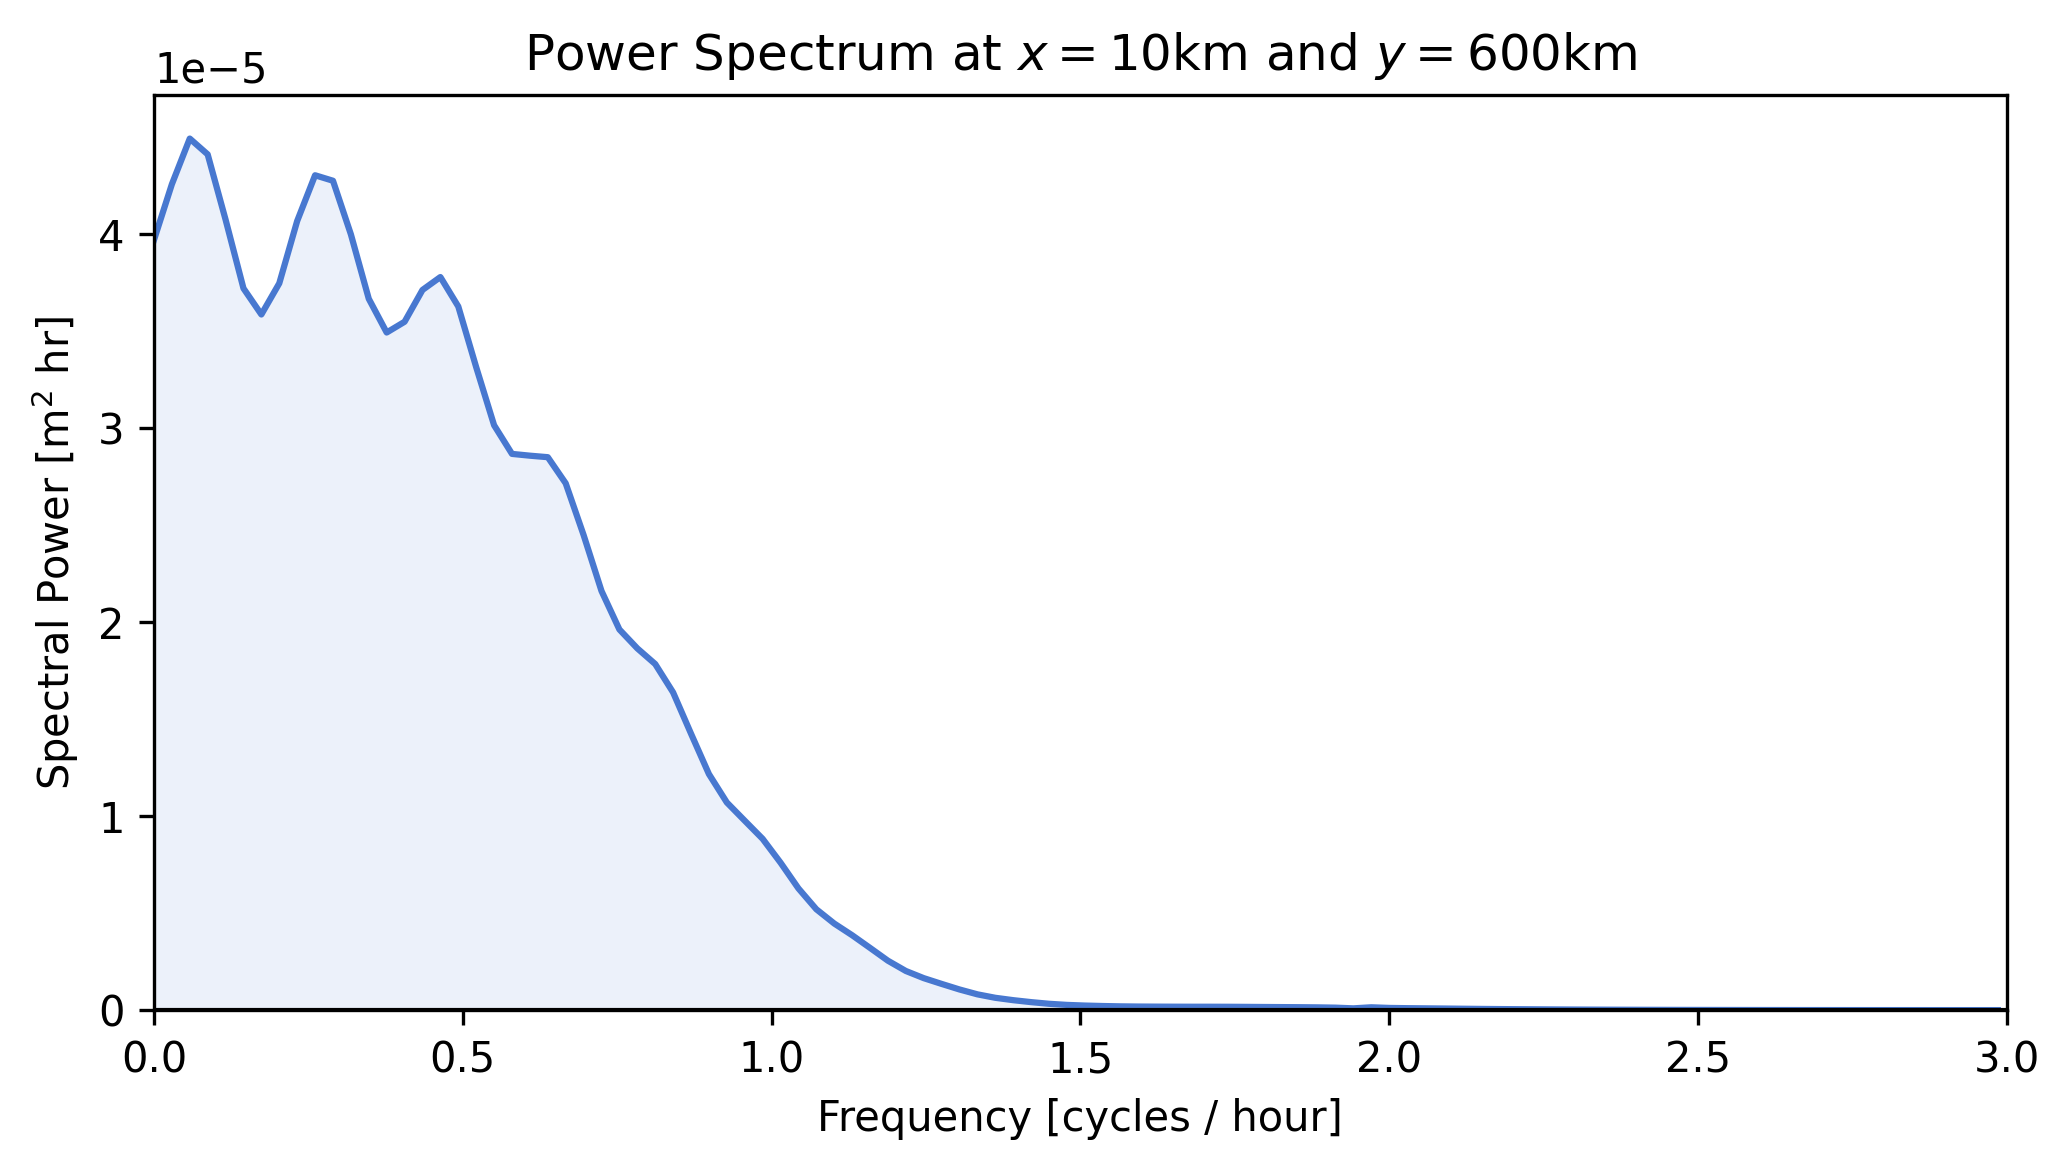 Power Spectrum at x = 10km and y = 600km
1e−5
4
3
2
1
0
Spectral Power [m² hr]
0.0 0.5 1.0 1.5 2.0 2.5 3.0
Frequency [cycles / hour]